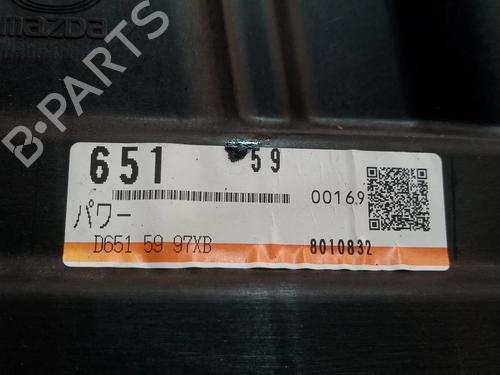 mazda
B-PARTS
651 59
00169
パワー
D651 59 97XB
8010832